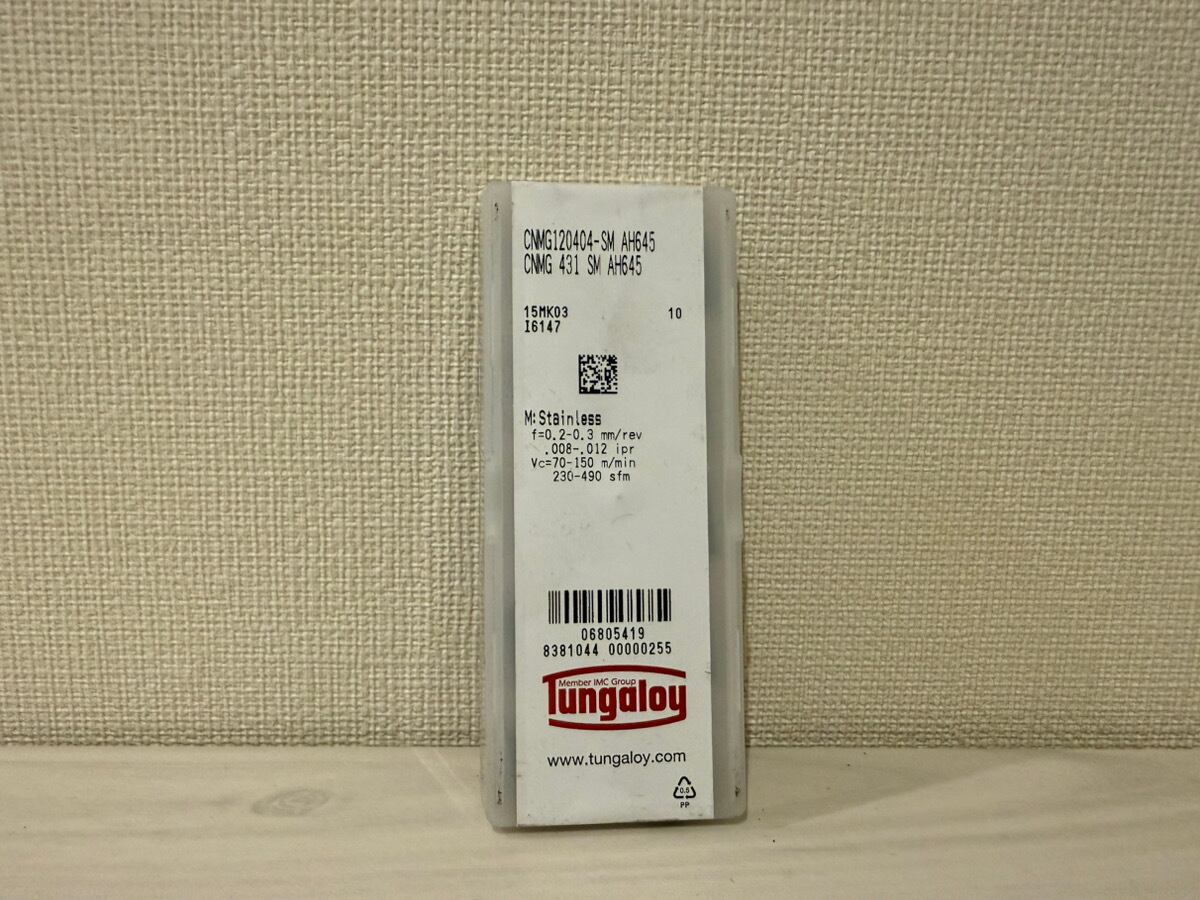 CNMG120404-SM AH645
CNMG 431 SM AH645
15MK03 10
I6147
M:Stainless
f=0.2-0.3 mm/rev
.008-.012 ipr
Vc=70-150 m/min
230-490 sfm
06805419
8381044 00000255
Member IMC Group
Tungaloy
www.tungaloy.com
0.5
PP